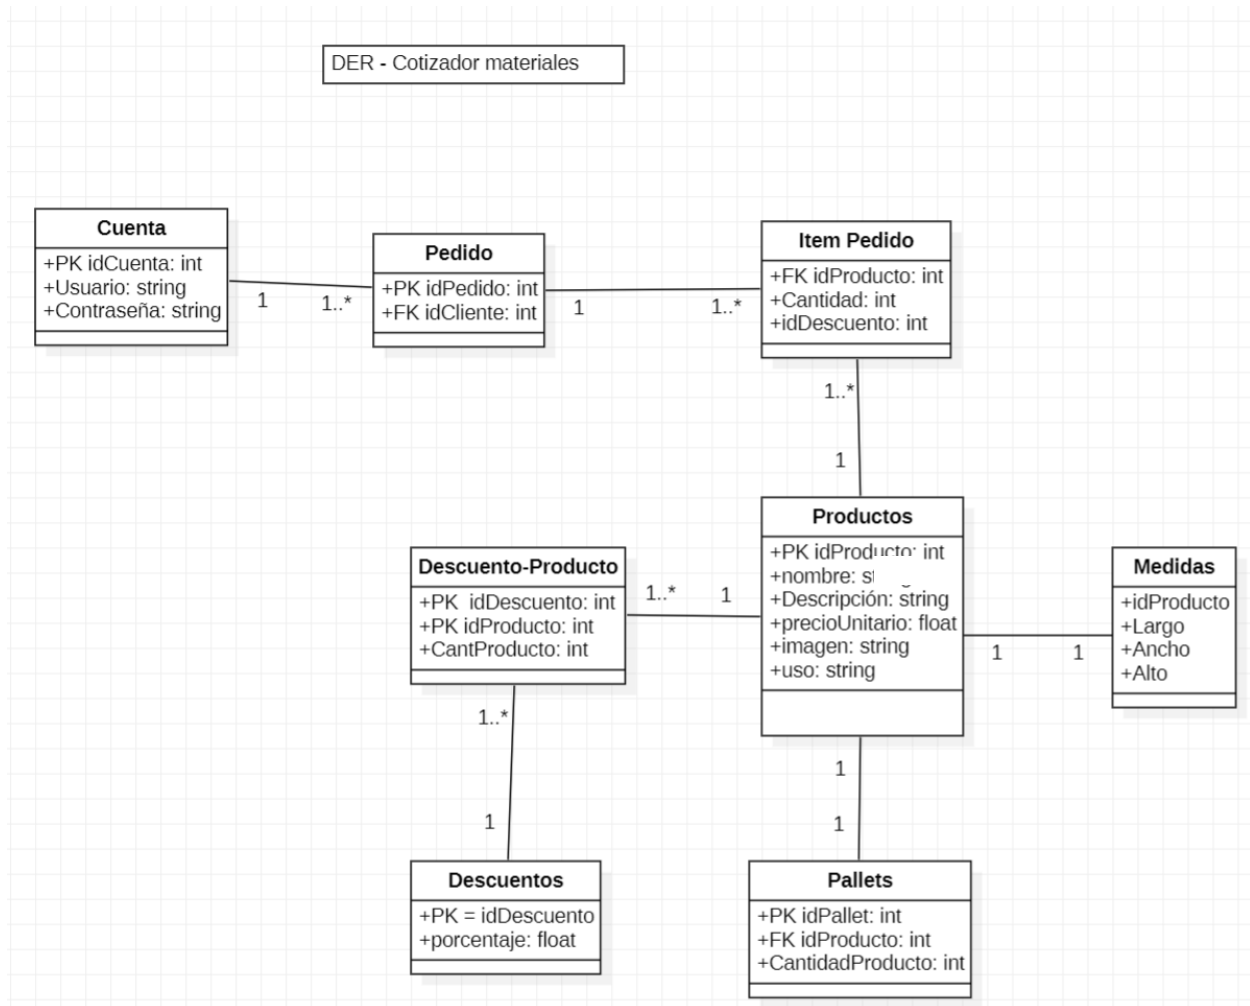 DER - Cotizador materiales
Cuenta
+PK idCuenta: int
+Usuario: string
+Contraseña: string
1
1..*
Pedido
+PK idPedido: int
+FK idCliente: int
1
1..*
Item Pedido
+FK idProducto: int
+Cantidad: int
+idDescuento: int
1..*
1
Productos
+PK idProducto: int
+nombre:
+Descripción: string
+precioUnitario: float
+imagen: string
+uso: string
Descuento-Producto
+PK  idDescuento: int
+PK idProducto: int
+CantProducto: int
1..*
1
1
1
Medidas
+idProducto
+Largo
+Ancho
+Alto
1..*
1
1
1
Descuentos
+PK = idDescuento
+porcentaje: float
Pallets
+PK idPallet: int
+FK idProducto: int
+CantidadProducto: int